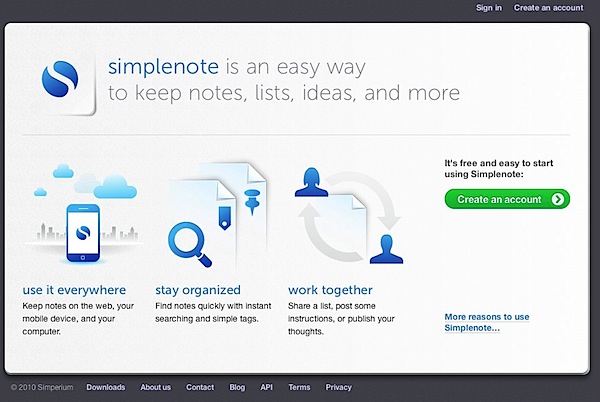 Sign in Create an account
simplenote is an easy way
to keep notes, lists, ideas, and more
It's free and easy to start
using Simplenote:
Create an account
use it everywhere
Keep notes on the web, your
mobile device, and your
computer.
stay organized
Find notes quickly with instant
searching and simple tags.
work together
Share a list, post some
instructions, or publish your
thoughts.
More reasons to use
Simplenote...
© 2010 Simperium Downloads About us Contact Blog API Terms Privacy